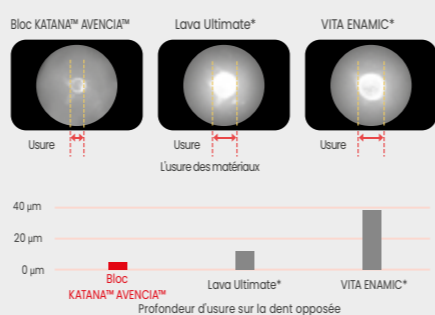 Bloc KATANA™ AVENCIA™
Lava Ultimate*
VITA ENAMIC*
Usure
Usure
Usure
L'usure des matériaux
40 µm
20 µm
0 µm
Bloc
KATANA™ AVENCIA™
Lava Ultimate*
VITA ENAMIC*
Profondeur d'usure sur la dent opposée